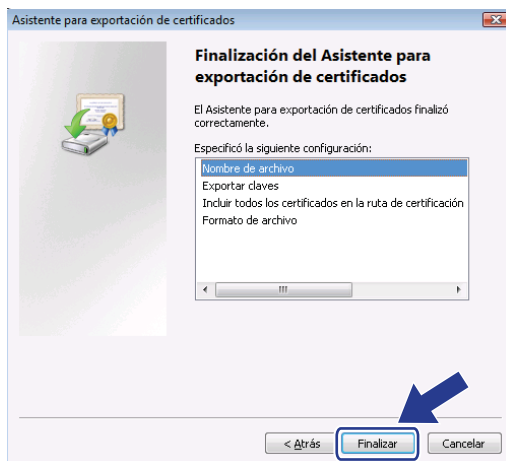 Asistente para exportación de certificados
Finalización del Asistente para
exportación de certificados
El Asistente para exportación de certificados finalizó
correctamente.
Especificó la siguiente configuración:
Nombre de archivo
Exportar claves
Incluir todos los certificados en la ruta de certificación
Formato de archivo
< Atrás
Finalizar
Cancelar